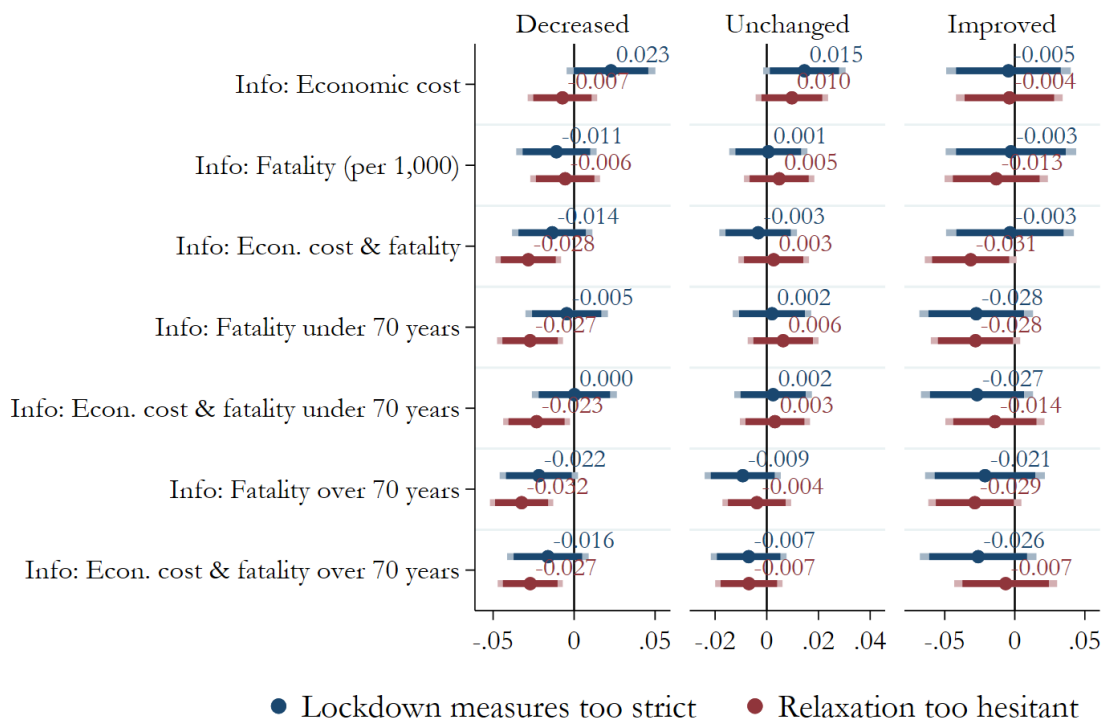 Decreased Unchanged Improved
0.023 0.015 -0.005
Info: Economic cost -0.007 0.010 -0.004
-0.011 0.001 -0.003
Info: Fatality (per 1,000) -0.006 0.005 -0.013
-0.014 -0.003 -0.003
Info: Econ. cost & fatality -0.028 0.003 -0.031
-0.005 0.002 -0.028
Info: Fatality under 70 years -0.027 0.006 -0.028
0.000 0.002 -0.027
Info: Econ. cost & fatality under 70 years -0.023 0.003 -0.014
-0.022 -0.009 -0.021
Info: Fatality over 70 years -0.032 -0.004 -0.029
-0.016 -0.007 -0.026
Info: Econ. cost & fatality over 70 years -0.027 -0.007 -0.007
-.05 0 .05 -.02 0 .02 .04 -.05 0 .05
Lockdown measures too strict Relaxation too hesitant